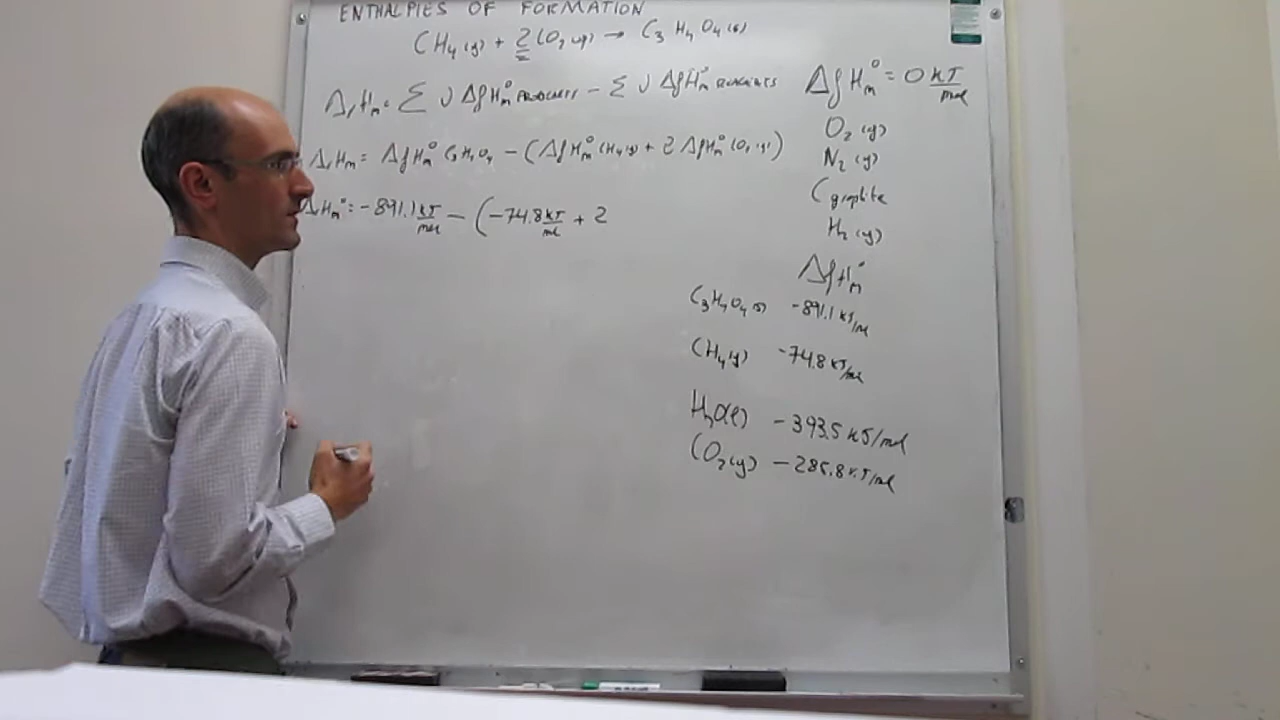 ENTHALPIES OF FORMATION
CH4 (g) + 2 CO2 (g) → C3 H4 O4 (s)
ΔrHm° = Σ ν ΔfHm° PRODUCTS - Σ ν ΔfHm° REACTANTS
ΔrHm = ΔfHm° C3H4O4 - (ΔfHm° CH4(g) + 2 ΔfHm° CO2 (g))
ΔrHm° = -891.1 kJ/mol - (-74.8 kJ/mol + 2
ΔfHm° = 0 kJ/mol
O2 (g)
N2 (g)
C graphite
H2 (g)
ΔfHm°
C3H4O4 (s) -891.1 kJ/mol
CH4(g) -74.8 kJ/mol
H2O(l) -393.5 kJ/mol
CO2(g) -285.8 kJ/mol